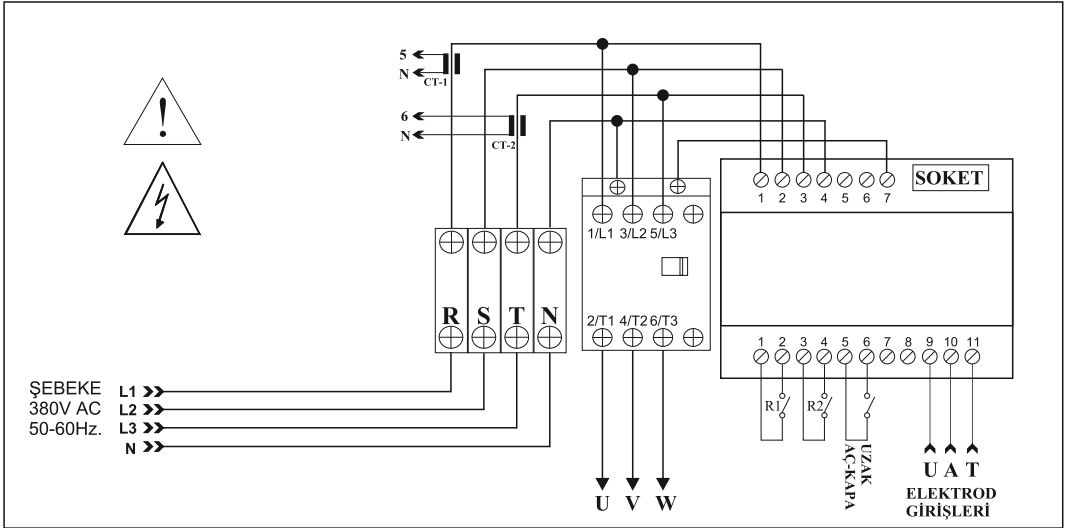 5
N
CT-1
6
N
CT-2
!
SOKET
1 2 3 4 5 6 7
1/L1 3/L2 5/L3
R S T N
2/T1 4/T2 6/T3
1 2 3 4 5 6 7 8 9 10 11
ŞEBEKE
380V AC
50-60Hz.
L1
L2
L3
N
R1
R2
UZAK
AÇ-KAPA
U V W
U A T
ELEKTROD
GİRİŞLERİ